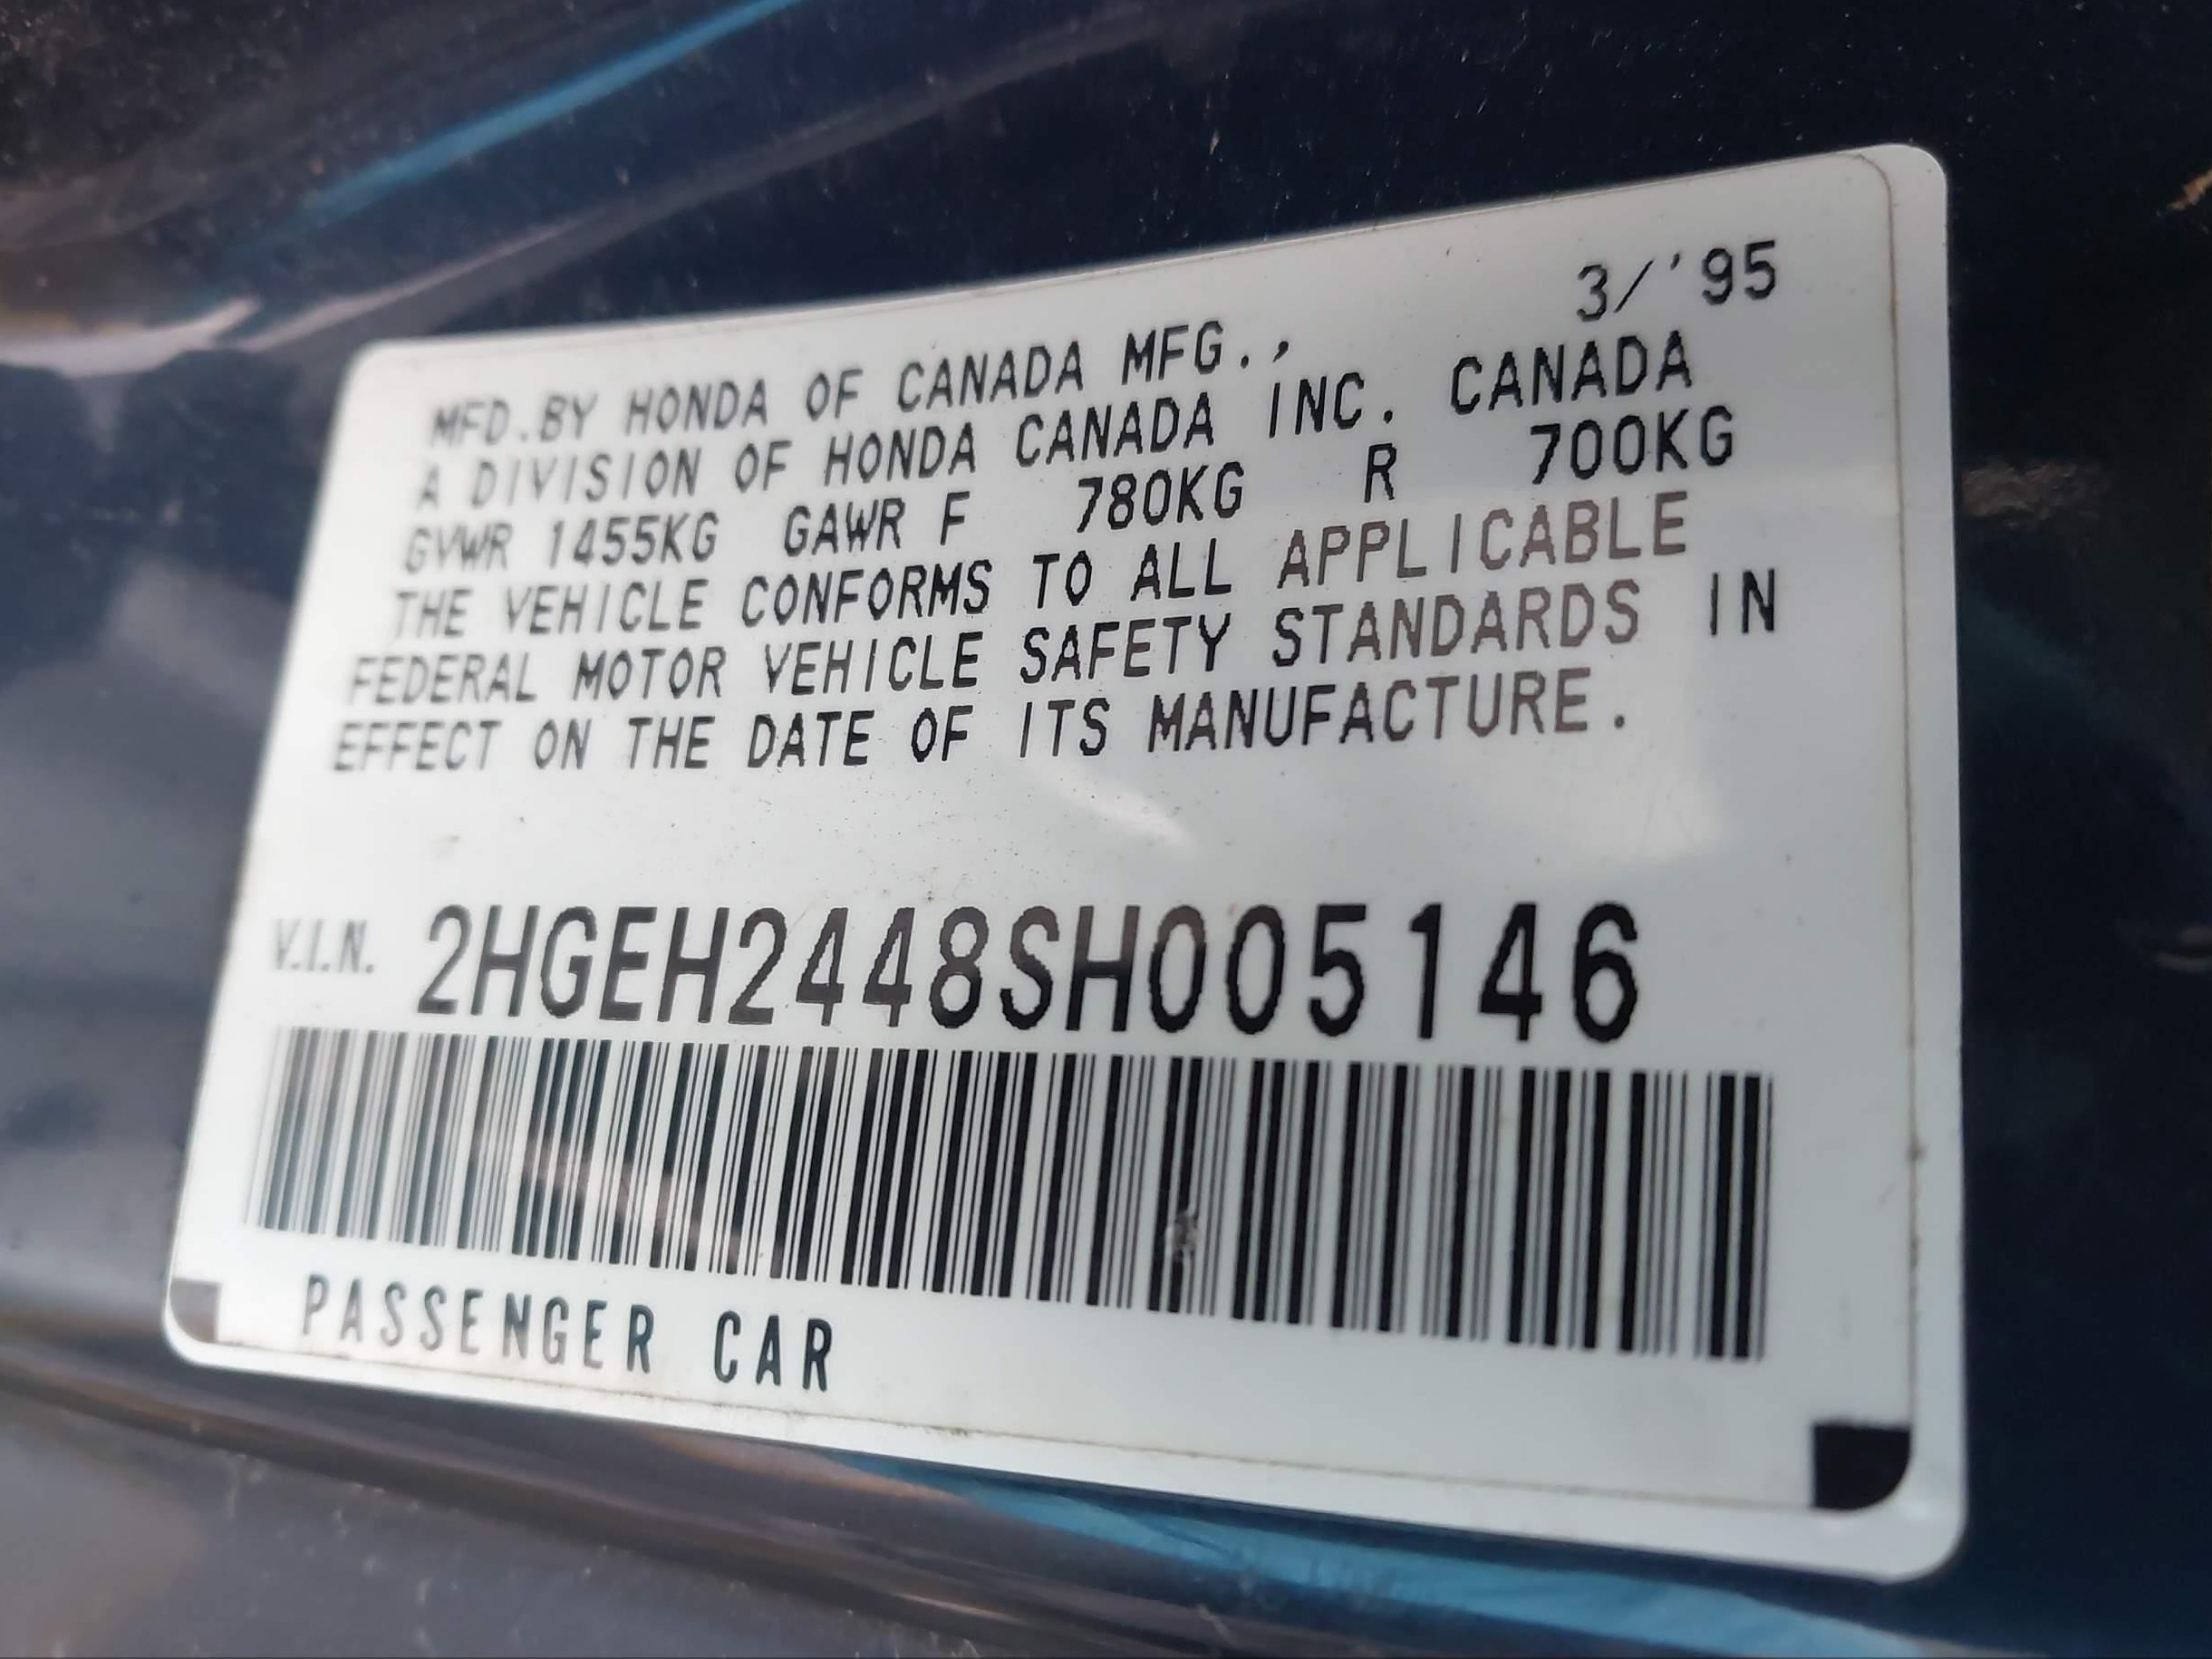 3/'95
MFD.BY HONDA OF CANADA MFG.,
A DIVISION OF HONDA CANADA INC. CANADA
GVWR 1455KG GAWR F 780KG R 700KG
THE VEHICLE CONFORMS TO ALL APPLICABLE
FEDERAL MOTOR VEHICLE SAFETY STANDARDS IN
EFFECT ON THE DATE OF ITS MANUFACTURE.
V.I.N. 2HGEH2448SH005146
PASSENGER CAR